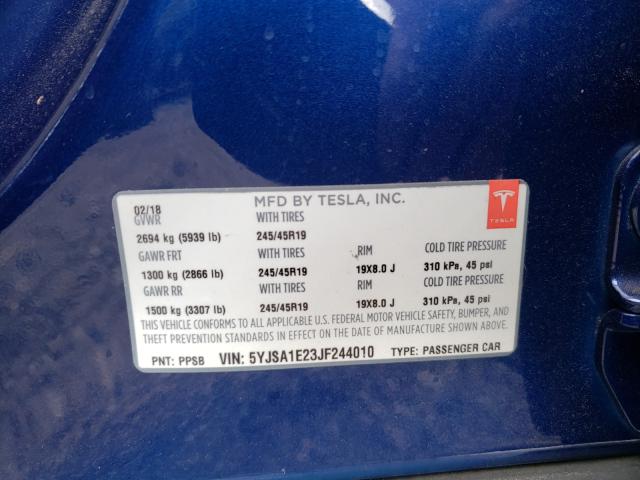 MFD BY TESLA, INC.
02/18
GVWR WITH TIRES
2694 kg (5939 lb) 245/45R19
GAWR FRT WITH TIRES RIM COLD TIRE PRESSURE
1300 kg (2866 lb) 245/45R19 19X8.0 J 310 kPa, 45 psi
GAWR RR WITH TIRES RIM COLD TIRE PRESSURE
1500 kg (3307 lb) 245/45R19 19X8.0 J 310 kPa, 45 psi
THIS VEHICLE CONFORMS TO ALL APPLICABLE U.S. FEDERAL MOTOR VEHICLE SAFETY, BUMPER, AND
THEFT PREVENTION STANDARDS IN EFFECT ON THE DATE OF MANUFACTURE SHOWN ABOVE.
PNT: PPSB VIN: 5YJSA1E23JF244010 TYPE: PASSENGER CAR
TESLA